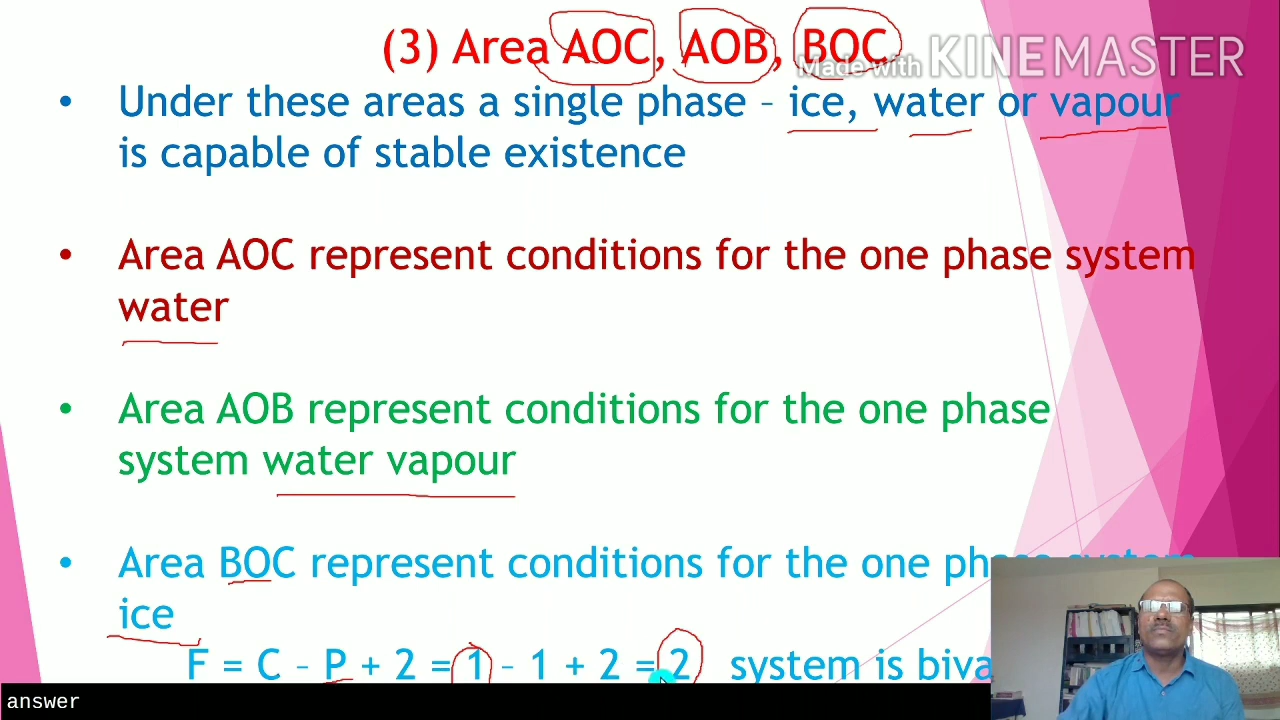 (3) Area AOC, AOB, BOC
Made with KINEMASTER
• Under these areas a single phase – ice, water or vapour
is capable of stable existence
• Area AOC represent conditions for the one phase system
water
• Area AOB represent conditions for the one phase
system water vapour
• Area BOC represent conditions for the one phase system
ice
F = C – P + 2 = 1 – 1 + 2 = 2 system is biva
answer